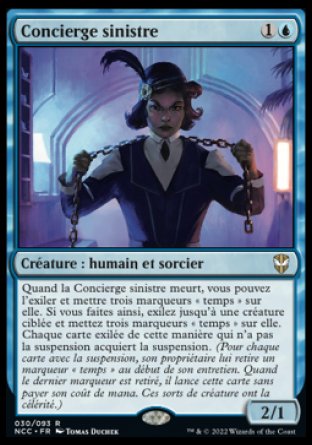 Concierge sinistre 1
Créature : humain et sorcier
Quand la Concierge sinistre meurt, vous pouvez
l'exiler et mettre trois marqueurs « temps » sur
elle. Si vous faites ainsi, exilez jusqu'à une créature
ciblée et mettez trois marqueurs « temps » sur elle.
Chaque carte exilée de cette manière qui n'a pas
la suspension acquiert la suspension. (Pour chaque
carte avec la suspension, son propriétaire lui retire un
marqueur « temps » au début de son entretien. Quand
le dernier marqueur est retiré, il lance cette carte sans
payer son coût de mana. Ces sorts de créature ont la
célérité.)
2/1
030/093 R
NCC • FR Tomas Duchek
™ & © 2022 Wizards of the Coast